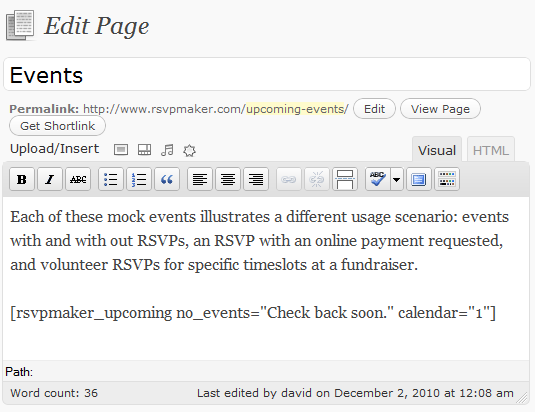 Edit Page
Events
Permalink: http://www.rsvpmaker.com/upcoming-events/ Edit View Page
Get Shortlink
Upload/Insert Visual HTML
B I ABC “ ABC
Each of these mock events illustrates a different usage scenario: events
with and with out RSVPs, an RSVP with an online payment requested,
and volunteer RSVPs for specific timeslots at a fundraiser.
[rsvpmaker_upcoming no_events="Check back soon." calendar="1"]
Path:
Word count: 36 Last edited by david on December 2, 2010 at 12:08 am